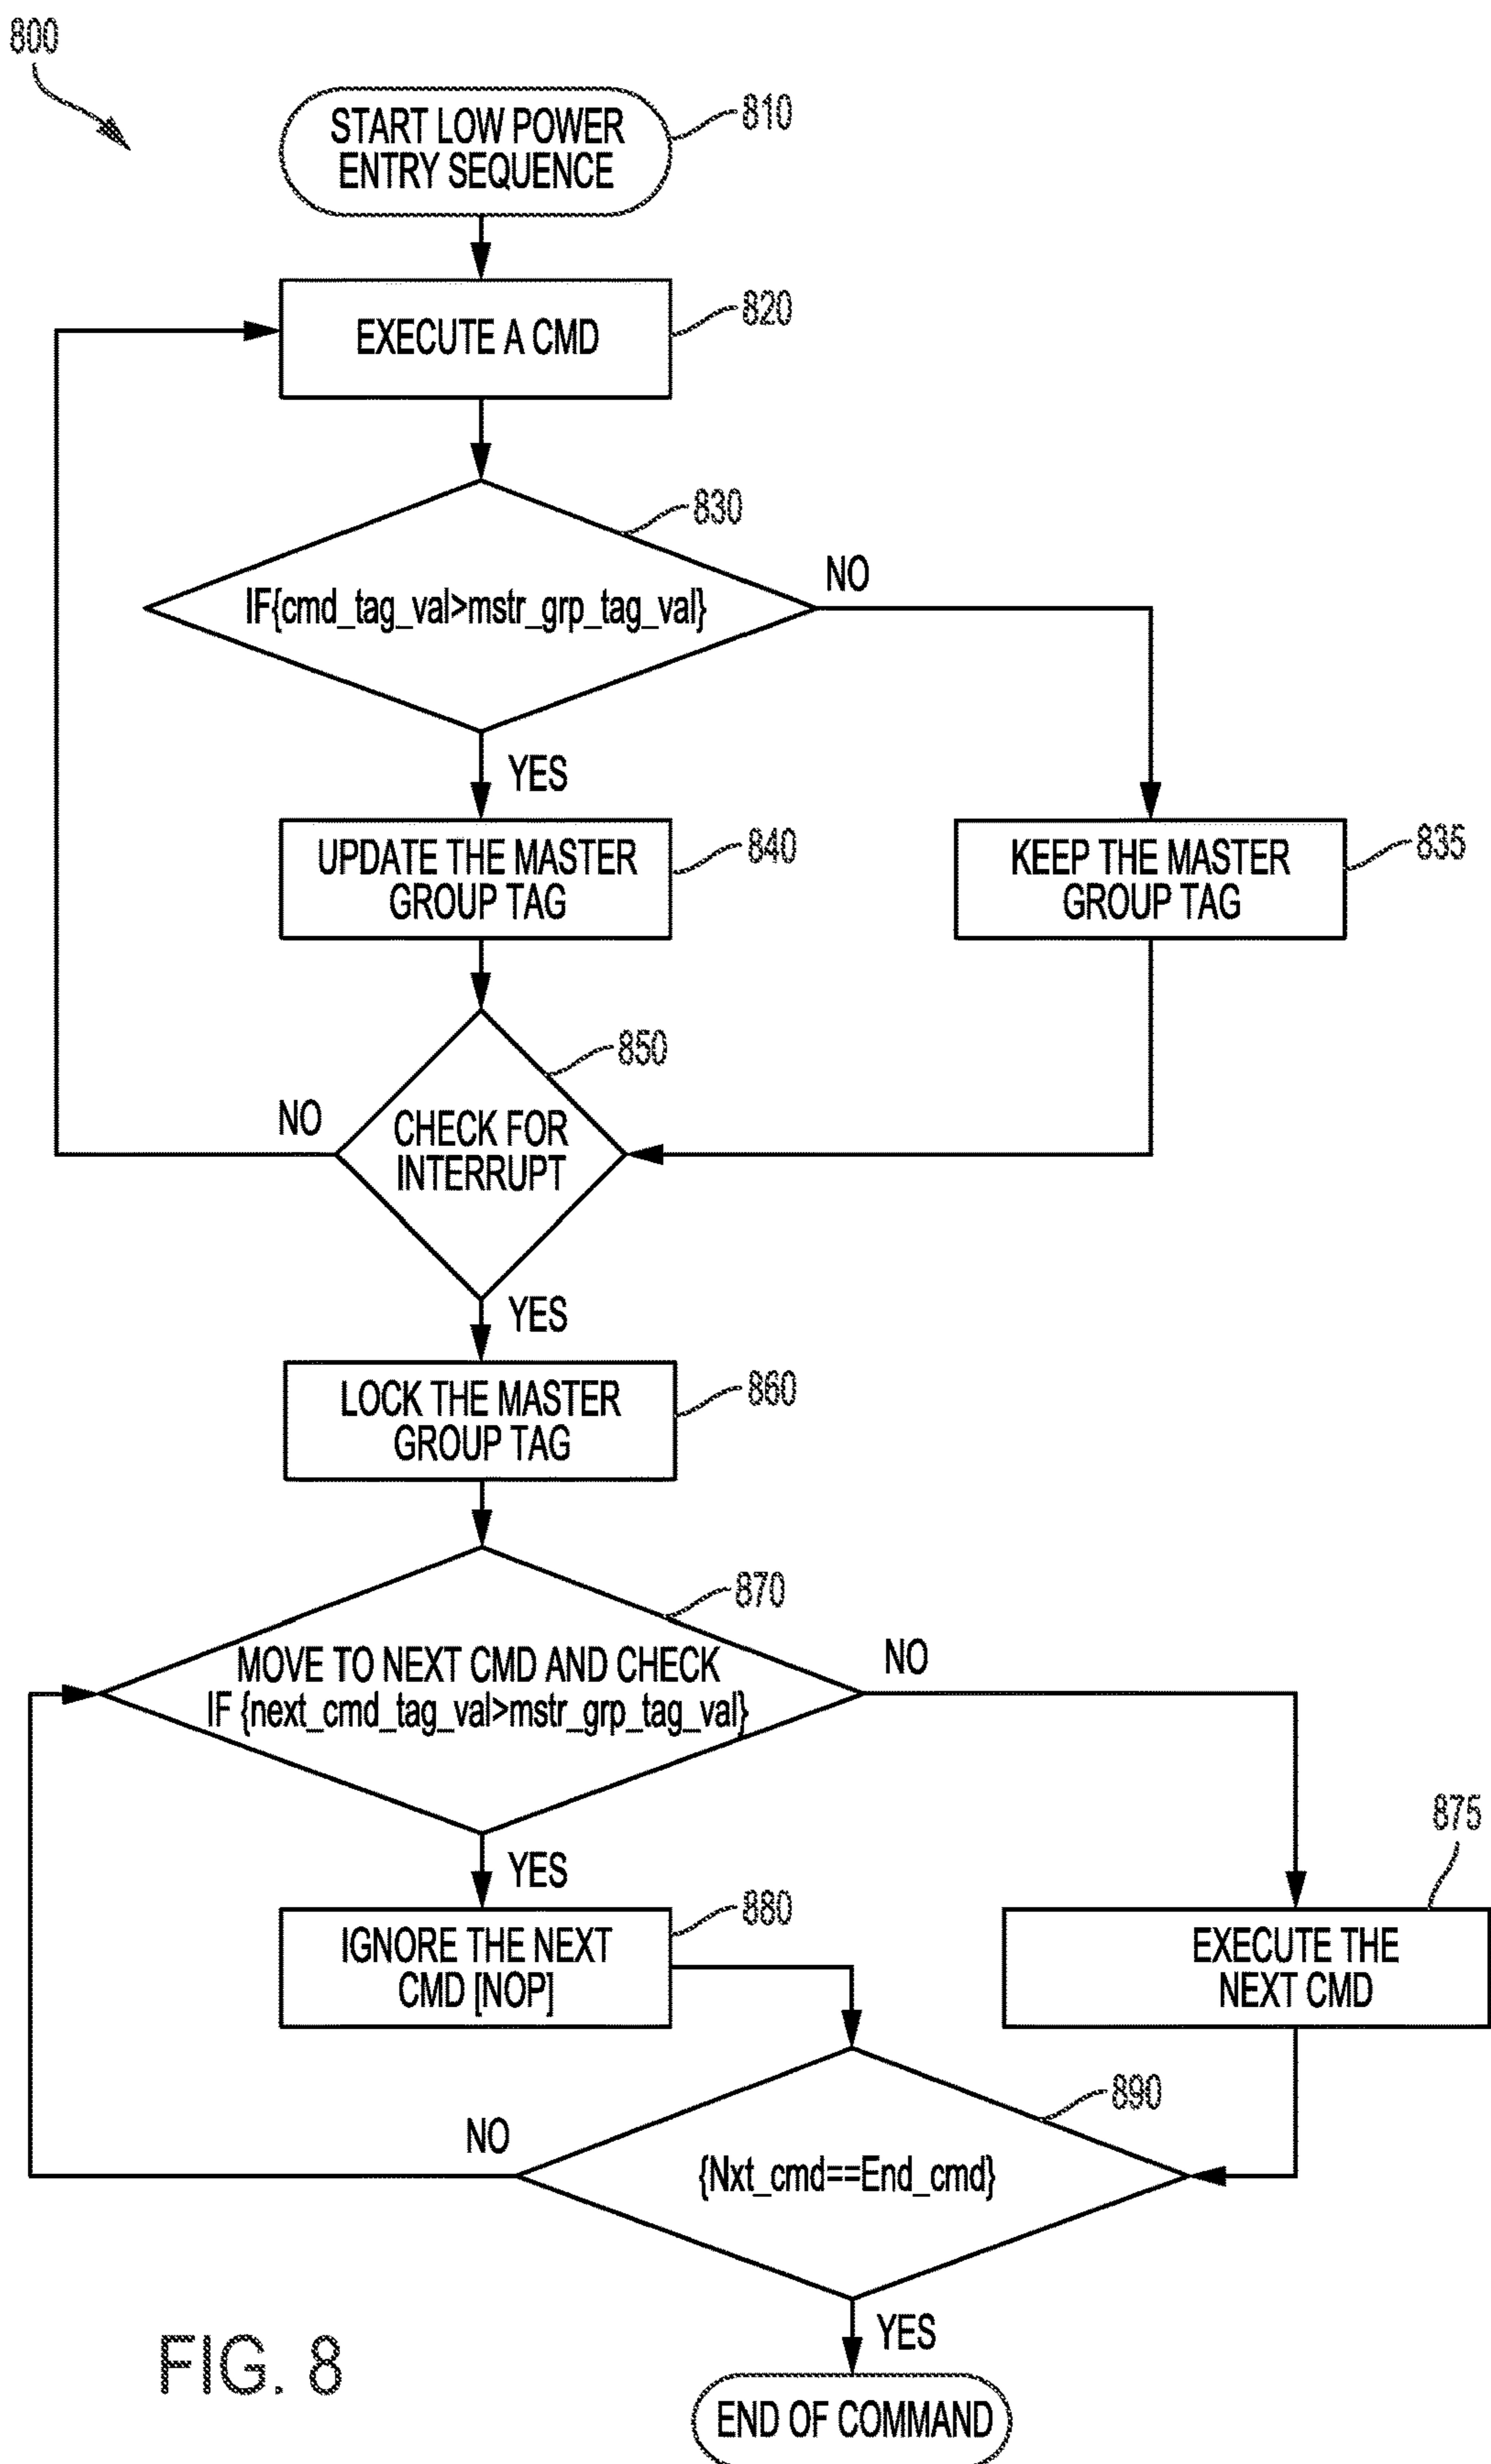 800
START LOW POWER
ENTRY SEQUENCE
810
EXECUTE A CMD
820
830
IF{cmd_tag_val>mstr_grp_tag_val}
NO
YES
UPDATE THE MASTER
GROUP TAG
840
KEEP THE MASTER
GROUP TAG
835
850
CHECK FOR
INTERRUPT
NO
YES
LOCK THE MASTER
GROUP TAG
860
870
MOVE TO NEXT CMD AND CHECK
IF {next_cmd_tag_val>mstr_grp_tag_val}
NO
YES
875
IGNORE THE NEXT
CMD [NOP]
880
EXECUTE THE
NEXT CMD
890
{Nxt_cmd==End_cmd}
NO
YES
END OF COMMAND
FIG. 8